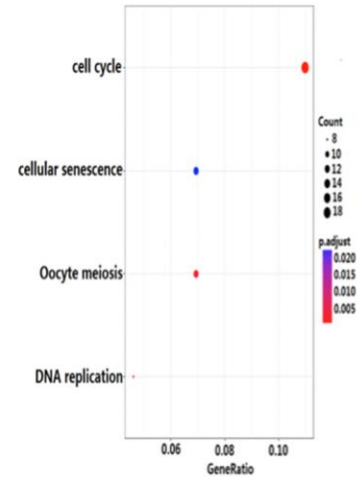 cell cycle
cellular senescence
Oocyte meiosis
DNA replication
0.06 0.08 0.10
GeneRatio
Count
8
10
12
14
16
18
p.adjust
0.020
0.015
0.010
0.005